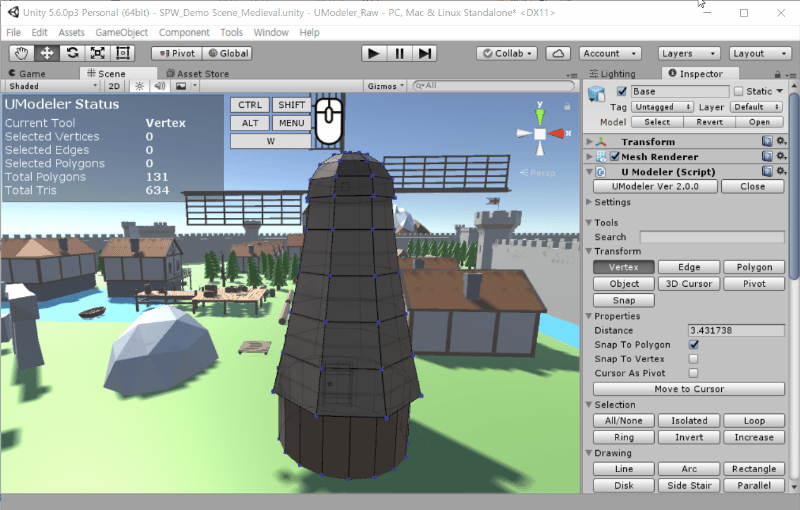 Unity 5.6.0p3 Personal (64bit) - SPW_Demo Scene_Medieval.unity - UModeler_Raw - PC, Mac & Linux Standalone* <DX11>
File Edit Assets GameObject Component Tools Window Help
Pivot Global Collab Account Layers Layout
Game Scene Asset Store
Shaded 2D Gizmos All
UModeler Status
Current Tool Vertex
Selected Vertices 0
Selected Edges 0
Selected Polygons 0
Total Polygons 131
Total Tris 634
CTRL SHIFT
ALT MENU
W
y
x
Persp
Lighting Inspector
Base Static
Tag Untagged Layer Default
Model Select Revert Open
Transform
Mesh Renderer
U Modeler (Script)
UModeler Ver 2.0.0 Close
Settings
Tools
Search
Transform
Vertex Edge Polygon
Object 3D Cursor Pivot
Snap
Properties
Distance 3.431738
Snap To Polygon
Snap To Vertex
Cursor As Pivot
Move to Cursor
Selection
All/None Isolated Loop
Ring Invert Increase
Drawing
Line Arc Rectangle
Disk Side Stair Parallel